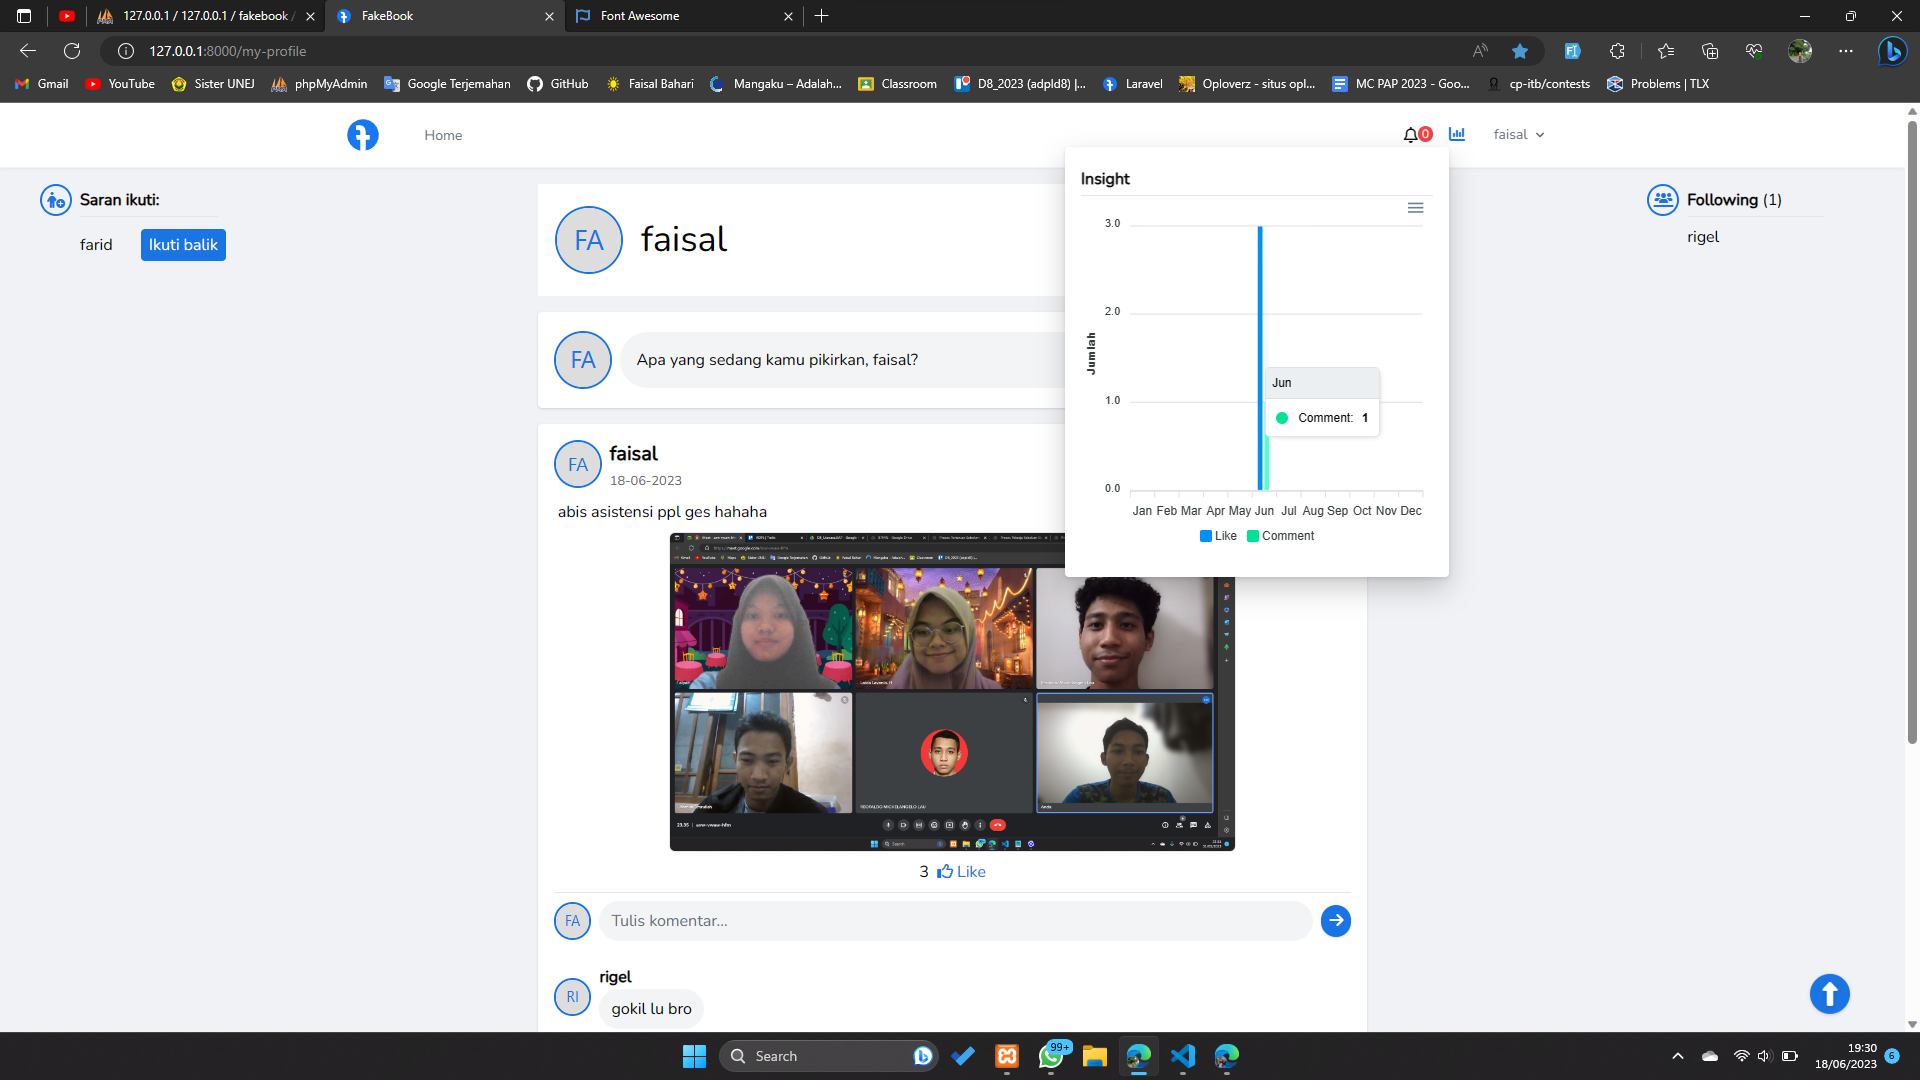 127.0.0.1 / 127.0.0.1 / fakebook /
FakeBook
Font Awesome
127.0.0.1:8000/my-profile
Gmail
YouTube
Sister UNEJ
phpMyAdmin
Google Terjemahan
GitHub
Faisal Bahari
Mangaku – Adalah...
Classroom
D8_2023 (adpld8) |...
Laravel
Oploverz - situs opl...
MC PAP 2023 - Goo...
cp-itb/contests
Problems | TLX
Home
0
faisal
Saran ikuti:
farid
Ikuti balik
FA
faisal
FA
Apa yang sedang kamu pikirkan, faisal?
Insight
3.0
2.0
1.0
0.0
Jumlah
Jun
Comment: 1
Jan Feb Mar Apr May Jun Jul Aug Sep Oct Nov Dec
Like Comment
Following (1)
rigel
FA
faisal
18-06-2023
abis asistensi ppl ges hahaha
Anda
3 Like
FA
Tulis komentar...
rigel
RI
gokil lu bro
Search
99+
19:30
18/06/2023
6